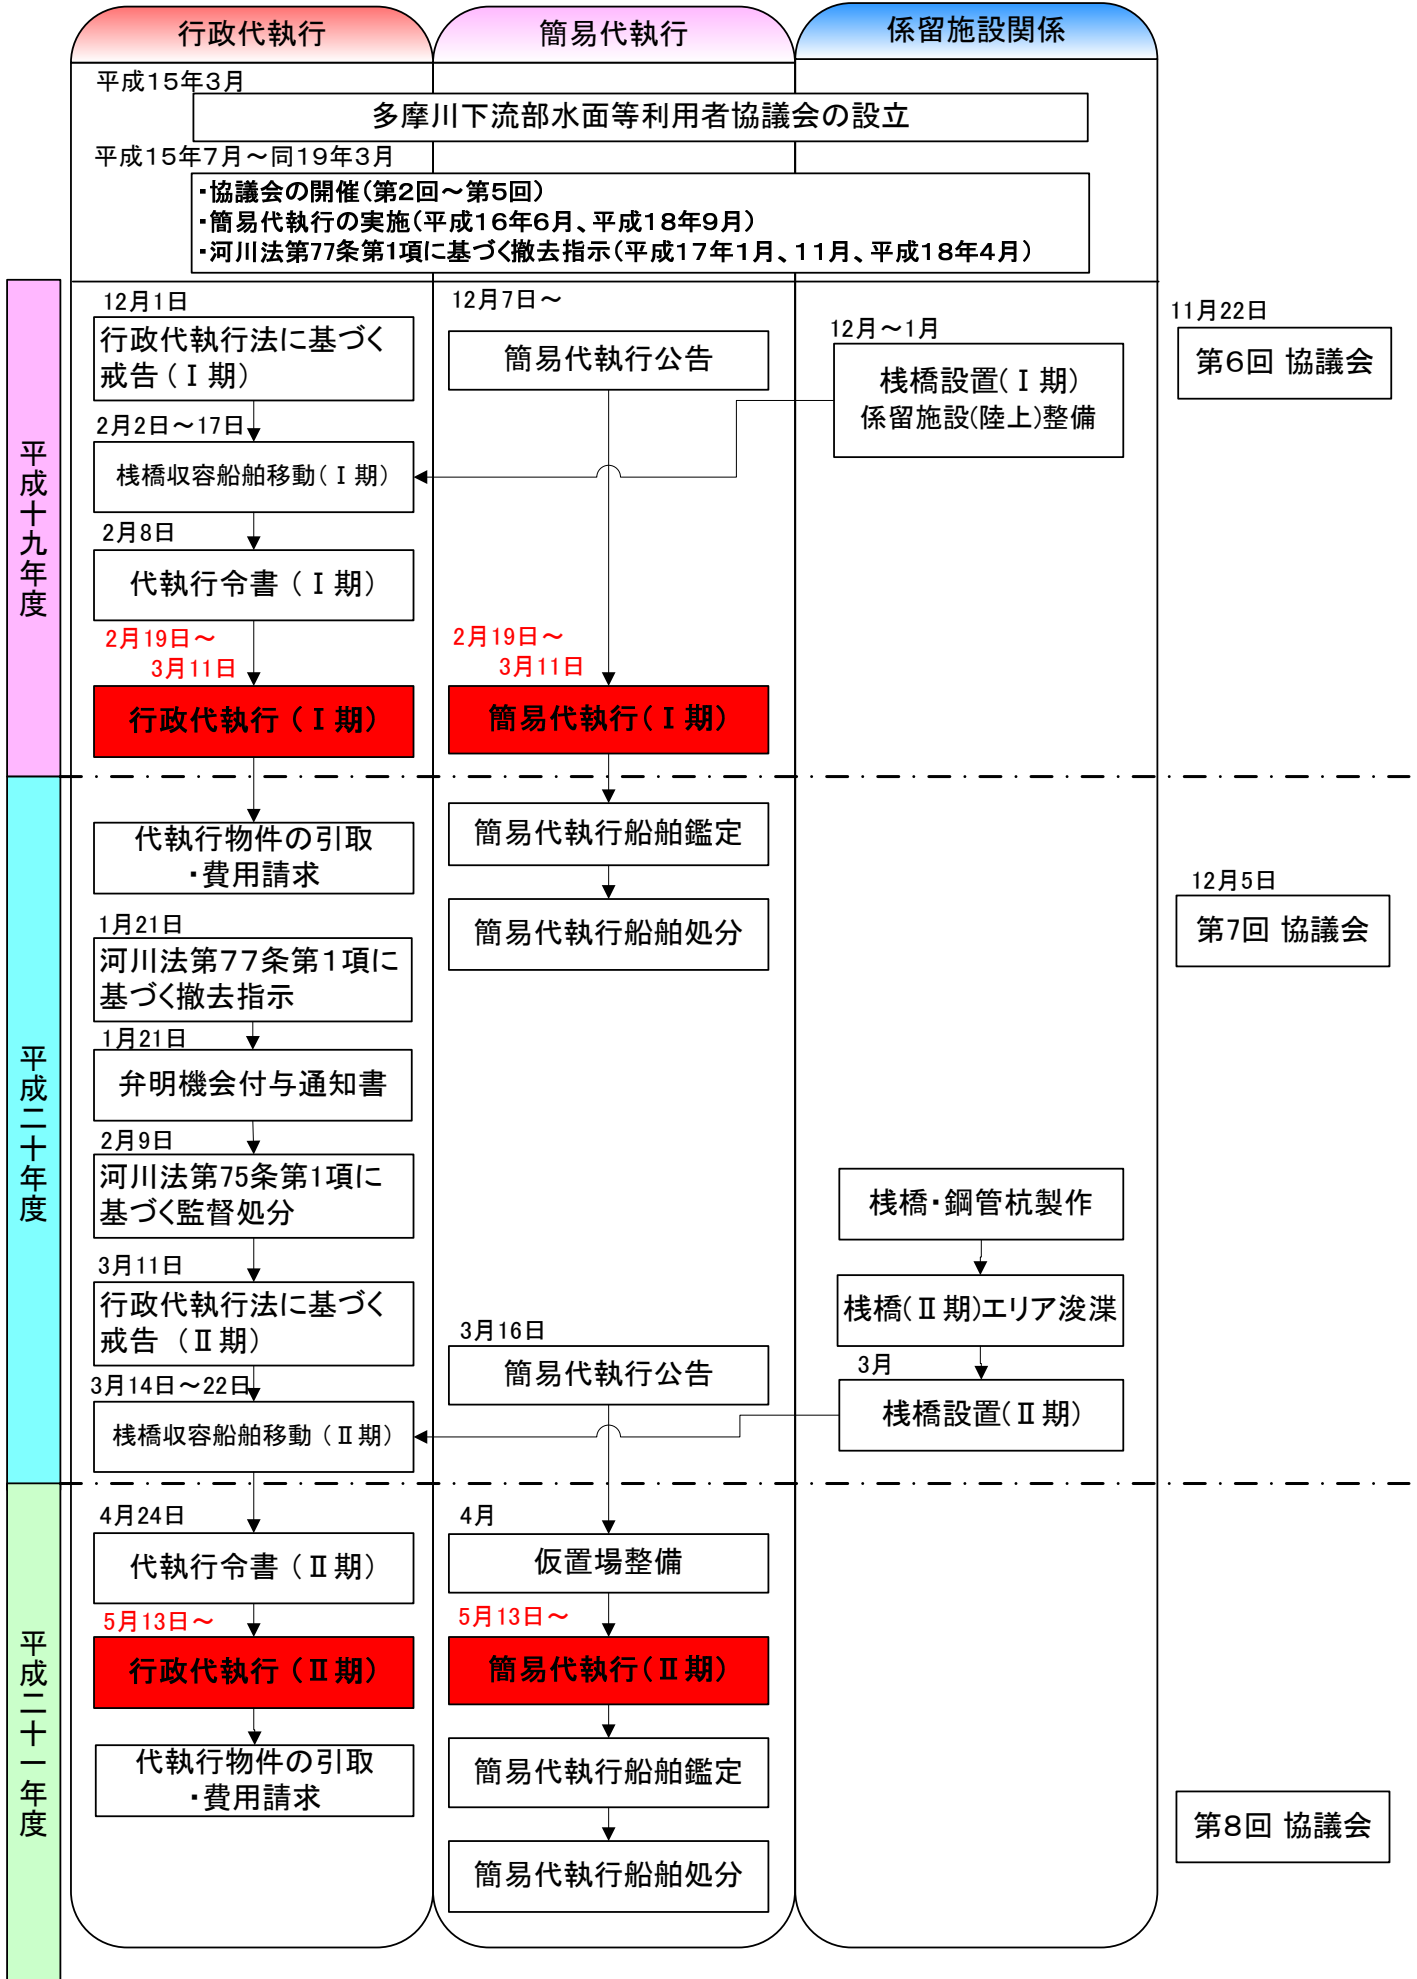 行政代執行
簡易代執行
係留施設関係
平成15年3月
多摩川下流部水面等利用者協議会の設立
平成15年7月～同19年3月
・協議会の開催(第2回～第5回)
・簡易代執行の実施(平成16年6月、平成18年9月)
・河川法第77条第1項に基づく撤去指示(平成17年1月、11月、平成18年4月)
平成十九年度
12月1日
行政代執行法に基づく
戒告（Ⅰ期）
2月2日～17日
桟橋収容船舶移動（Ⅰ期）
2月8日
代執行令書（Ⅰ期）
2月19日～
3月11日
行政代執行（Ⅰ期）
12月7日～
簡易代執行公告
2月19日～
3月11日
簡易代執行（Ⅰ期）
12月～1月
桟橋設置（Ⅰ期）
係留施設(陸上)整備
11月22日
第6回 協議会
平成二十年度
代執行物件の引取
・費用請求
1月21日
河川法第77条第1項に
基づく撤去指示
1月21日
弁明機会付与通知書
2月9日
河川法第75条第1項に
基づく監督処分
3月11日
行政代執行法に基づく
戒告 （Ⅱ期）
3月14日～22日
桟橋収容船舶移動（Ⅱ期）
簡易代執行船舶鑑定
簡易代執行船舶処分
3月16日
簡易代執行公告
桟橋・鋼管杭製作
桟橋（Ⅱ期）エリア浚渫
3月
桟橋設置（Ⅱ期）
12月5日
第7回 協議会
平成二十一年度
4月24日
代執行令書（Ⅱ期）
5月13日～
行政代執行（Ⅱ期）
代執行物件の引取
・費用請求
4月
仮置場整備
5月13日～
簡易代執行（Ⅱ期）
簡易代執行船舶鑑定
簡易代執行船舶処分
第8回 協議会